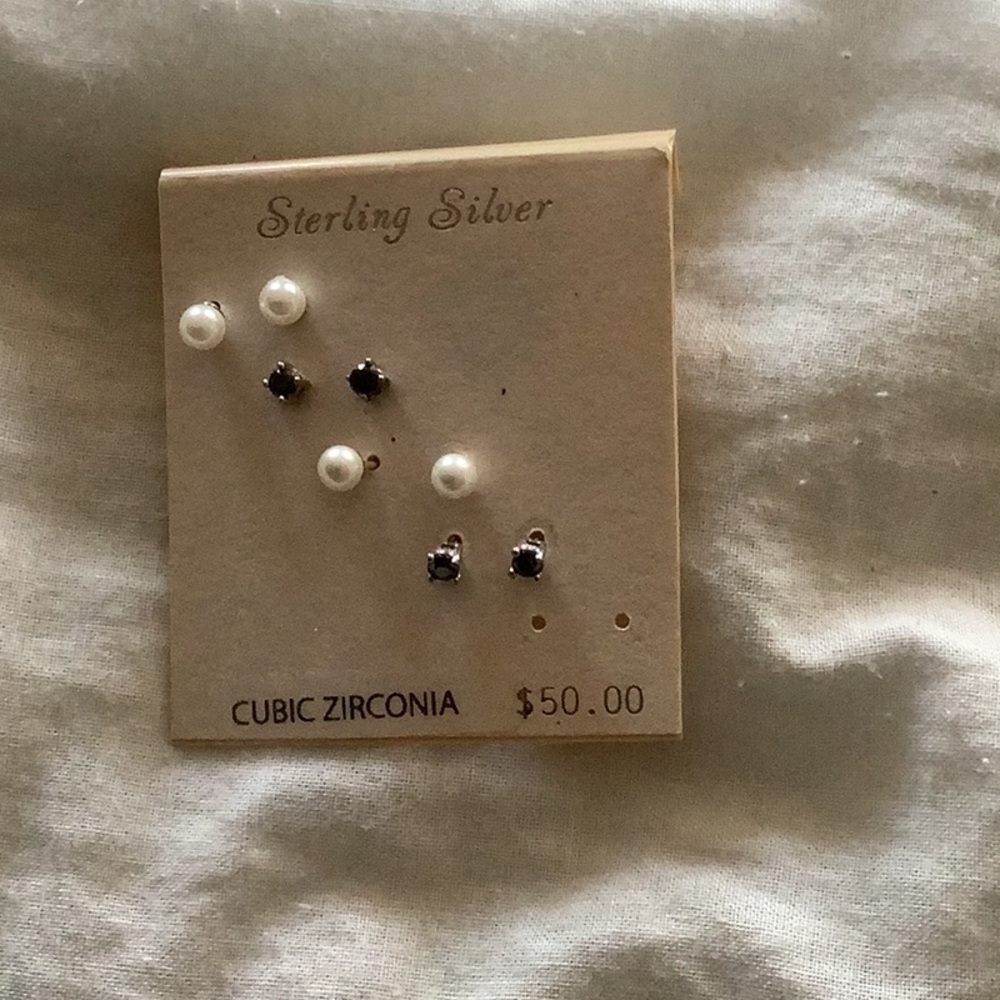 Sterling Silver
CUBIC ZIRCONIA $50.00